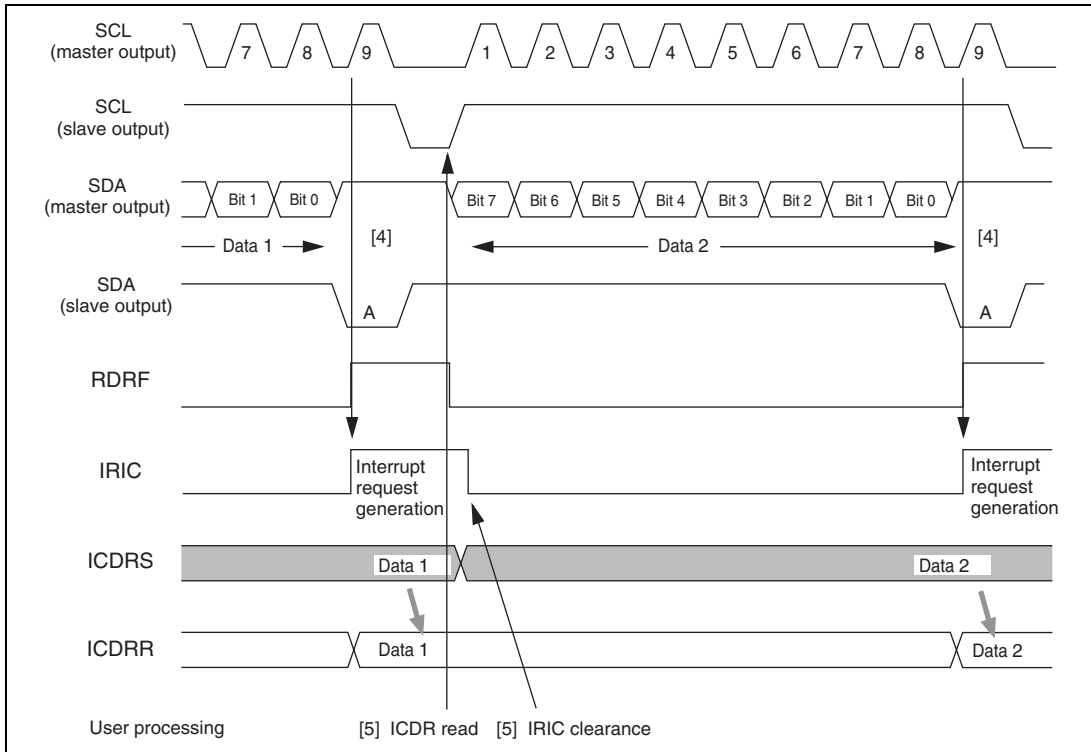 SCL
(master output)
7 8 9 1 2 3 4 5 6 7 8 9
SCL
(slave output)
SDA
(master output)
Bit 1 Bit 0 Bit 7 Bit 6 Bit 5 Bit 4 Bit 3 Bit 2 Bit 1 Bit 0
Data 1 [4] Data 2 [4]
SDA
(slave output)
A A
RDRF
IRIC
Interrupt
request
generation
Interrupt
request
generation
ICDRS
Data 1 Data 2
ICDRR
Data 1 Data 2
User processing [5] ICDR read [5] IRIC clearance